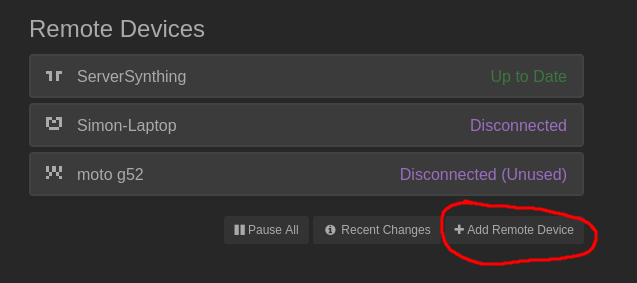 Remote Devices
ServerSynthing Up to Date
Simon-Laptop Disconnected
moto g52 Disconnected (Unused)
Pause All Recent Changes Add Remote Device